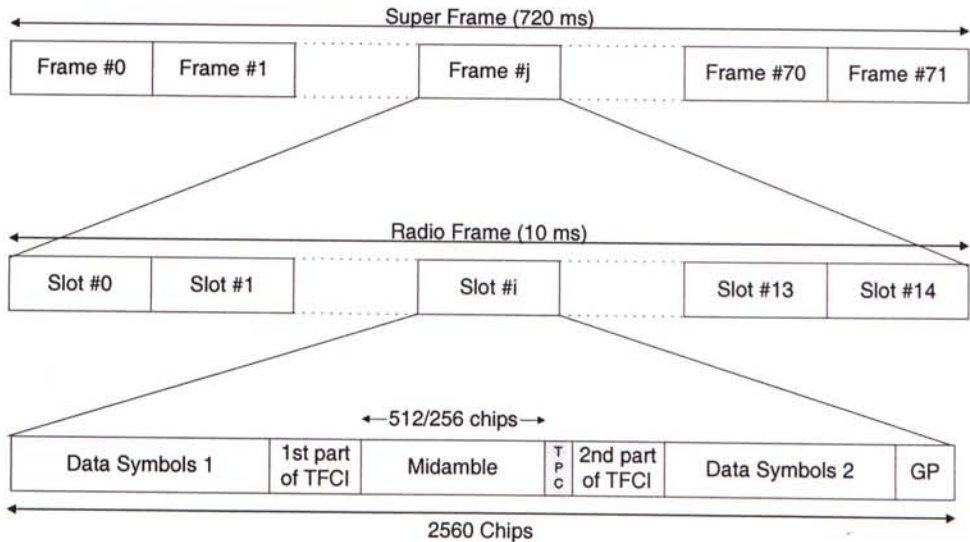 Super Frame (720 ms)
Frame #0 Frame #1 Frame #j Frame #70 Frame #71
Radio Frame (10 ms)
Slot #0 Slot #1 Slot #i Slot #13 Slot #14
512/256 chips
Data Symbols 1 1st part of TFCI Midamble TPC 2nd part of TFCI Data Symbols 2 GP
2560 Chips